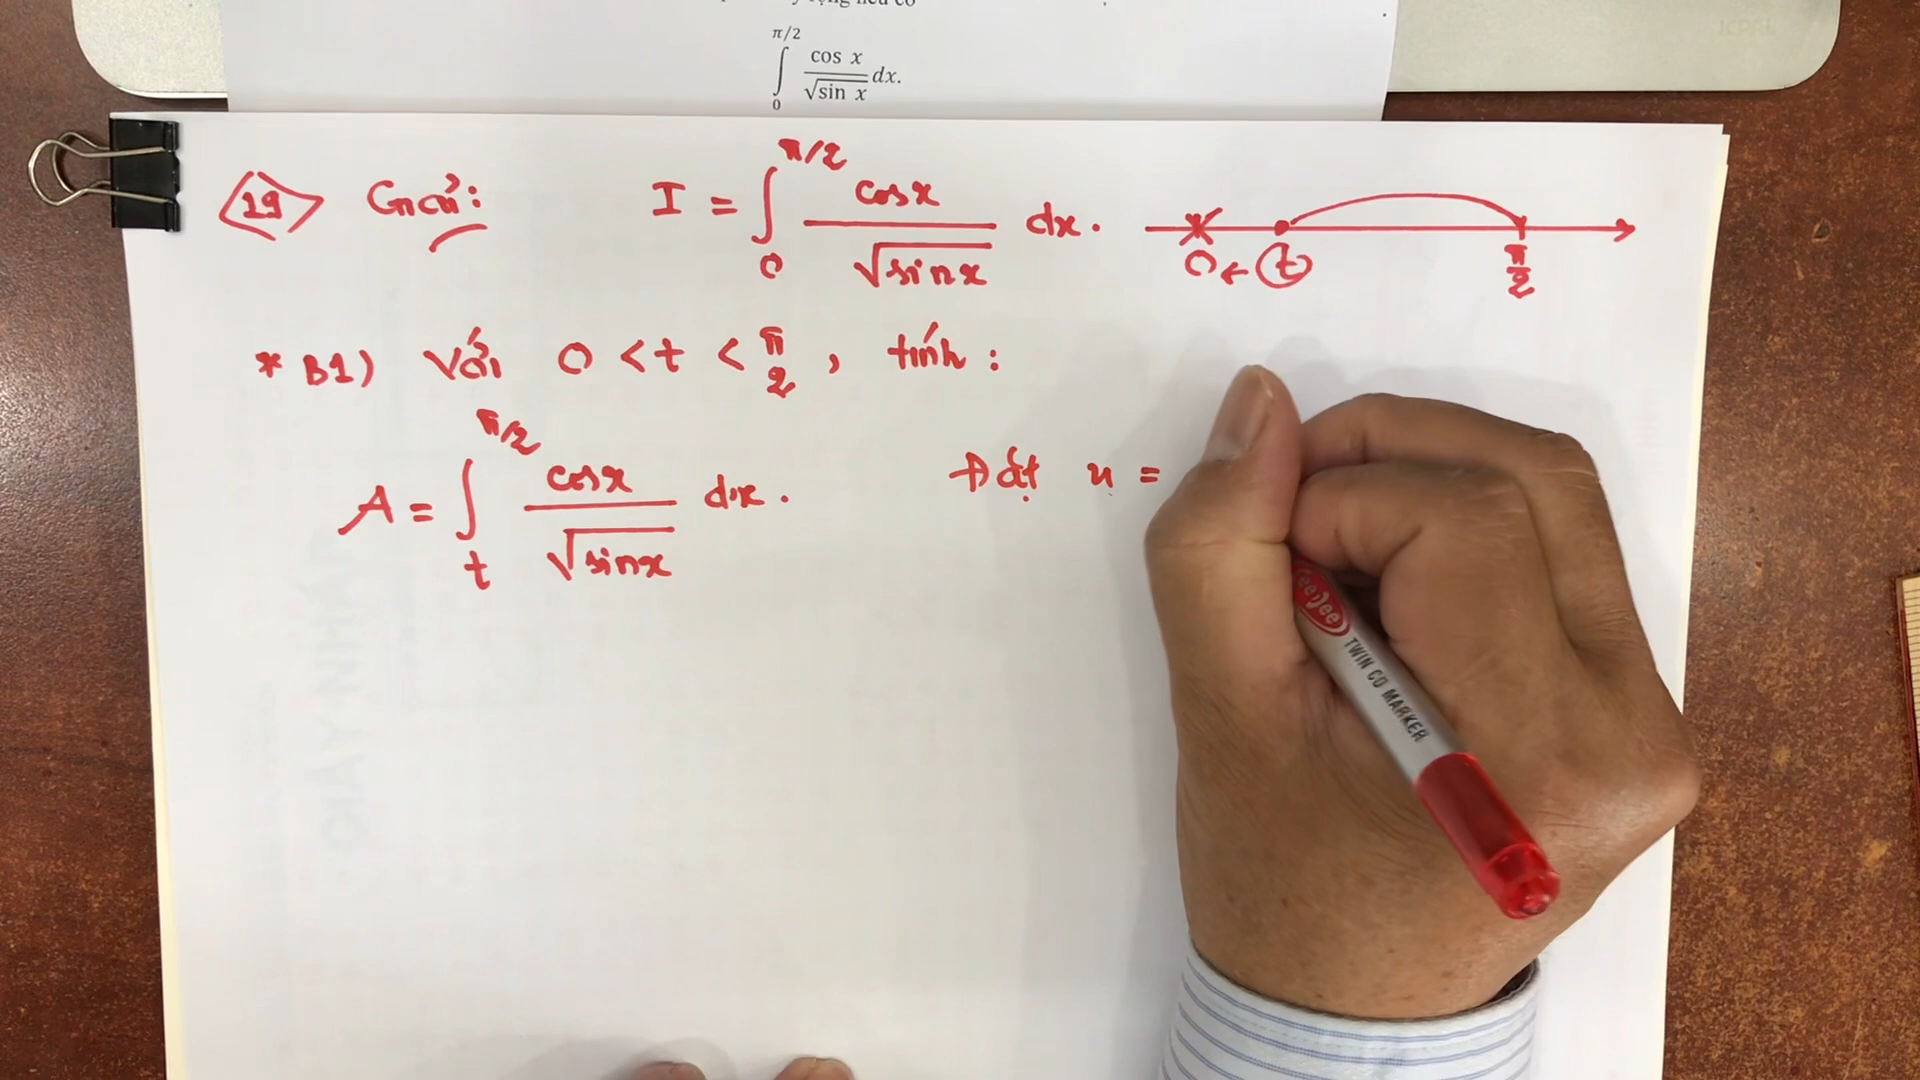 π/2
∫ cos x / √sin x dx.
0
19 Giải: I = ∫₀^{π/2} cosx / √sinx dx.
0 ← t π/2
* B1) Với 0 < t < π/2 , tính :
A = ∫ₜ^{π/2} cosx / √sinx dx . Đặt u =
TWIN CD MARKER